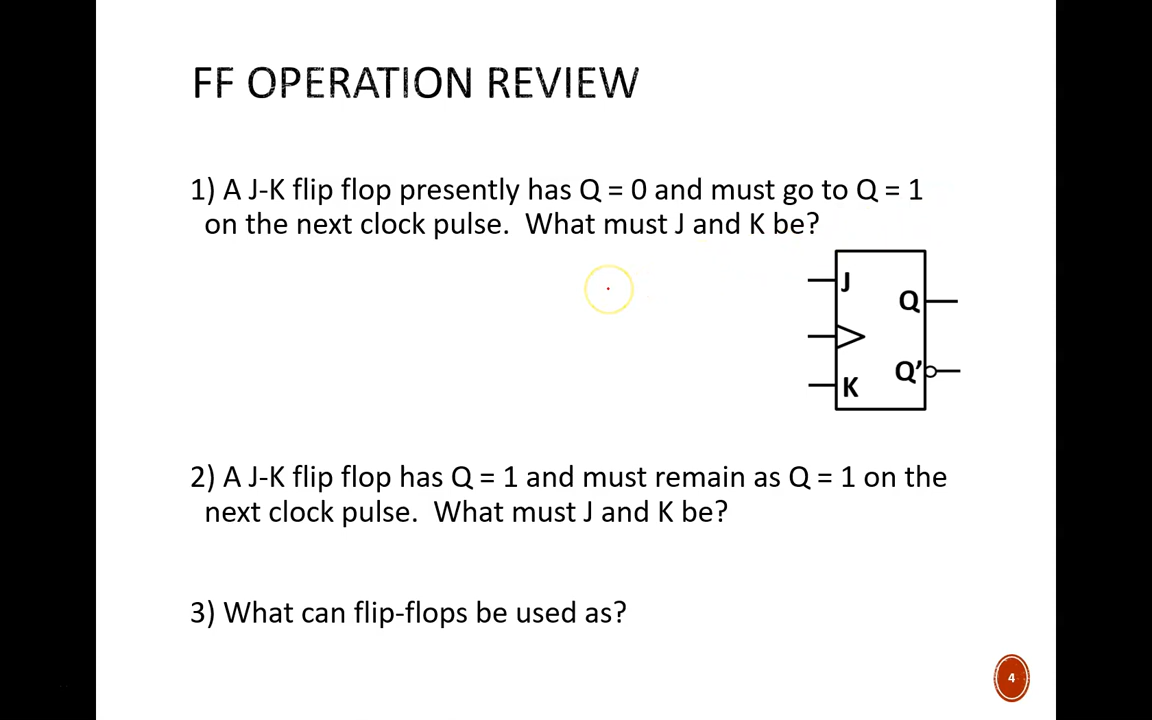 FF OPERATION REVIEW
1) A J-K flip flop presently has Q = 0 and must go to Q = 1
on the next clock pulse. What must J and K be?
J
Q
Q’
K
2) A J-K flip flop has Q = 1 and must remain as Q = 1 on the
next clock pulse. What must J and K be?
3) What can flip-flops be used as?
4